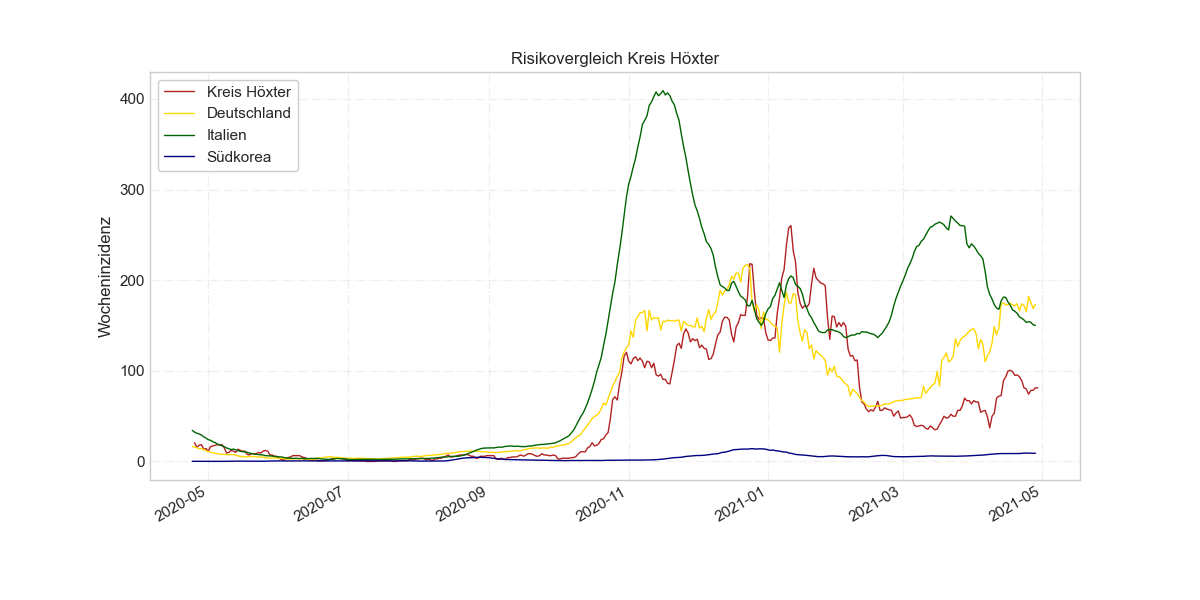 Risikovergleich Kreis Höxter
Kreis Höxter
Deutschland
Italien
Südkorea
Wocheninzidenz
400
300
200
100
0
2020-05
2020-07
2020-09
2020-11
2021-01
2021-03
2021-05